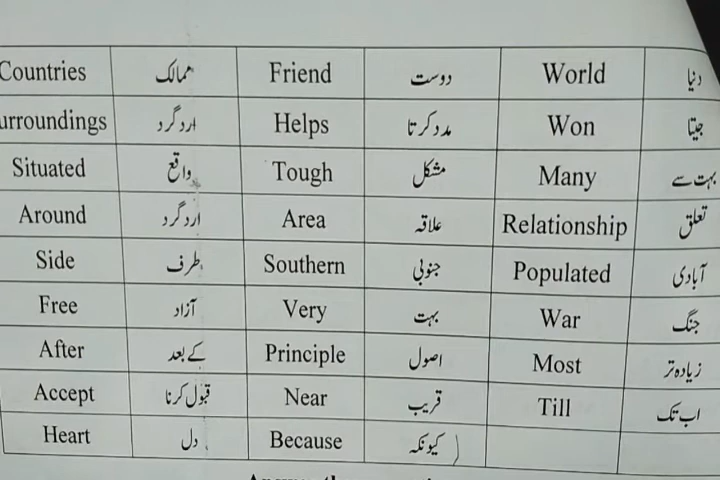 Countries ممالک Friend دوست World دنیا
urroundings اردگرد Helps مدد کرتا Won جیتا
Situated واقع Tough مشکل Many بہت سے
Around اردگرد Area علاقہ Relationship تعلق
Side طرف Southern جنوبی Populated آبادی
Free آزاد Very بہت War جنگ
After کے بعد Principle اصول Most زیادہ تر
Accept قبول کرنا Near قریب Till اب تک
Heart دل Because کیونکہ